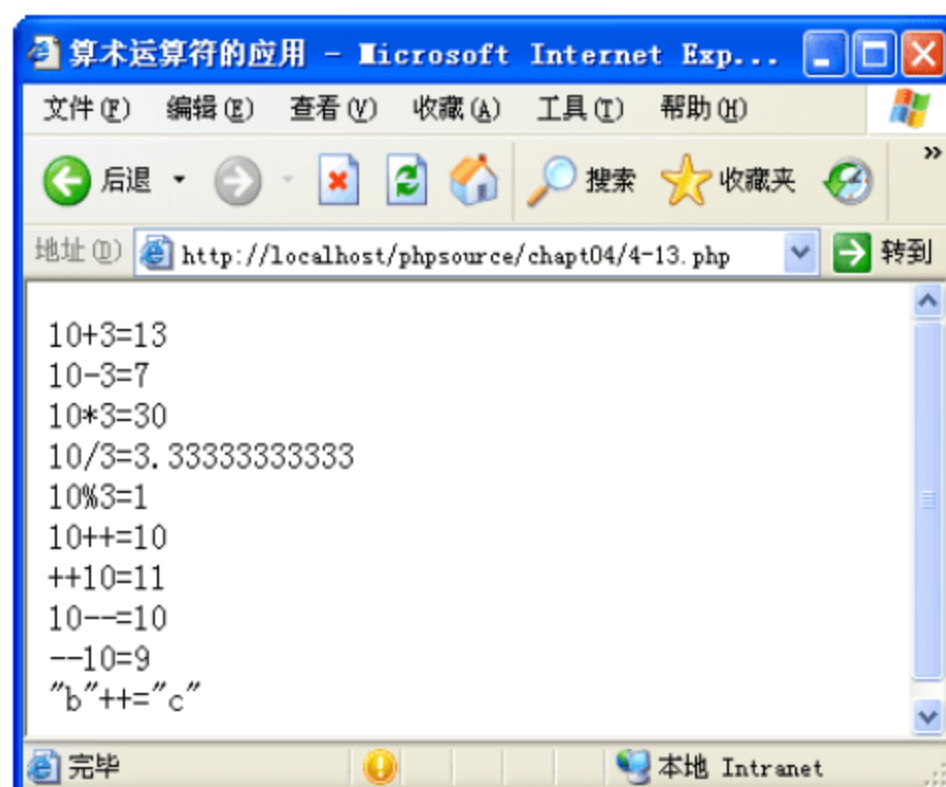 算术运算符的应用 - Microsoft Internet Exp...
文件(F) 编辑(E) 查看(V) 收藏(A) 工具(T) 帮助(H)
后退 搜索 收藏夹 »
地址(D) http://localhost/phpsource/chapt04/4-13.php 转到
10+3=13
10-3=7
10*3=30
10/3=3.33333333333
10%3=1
10++=10
++10=11
10--=10
--10=9
"b"++="c"
完毕 本地 Intranet